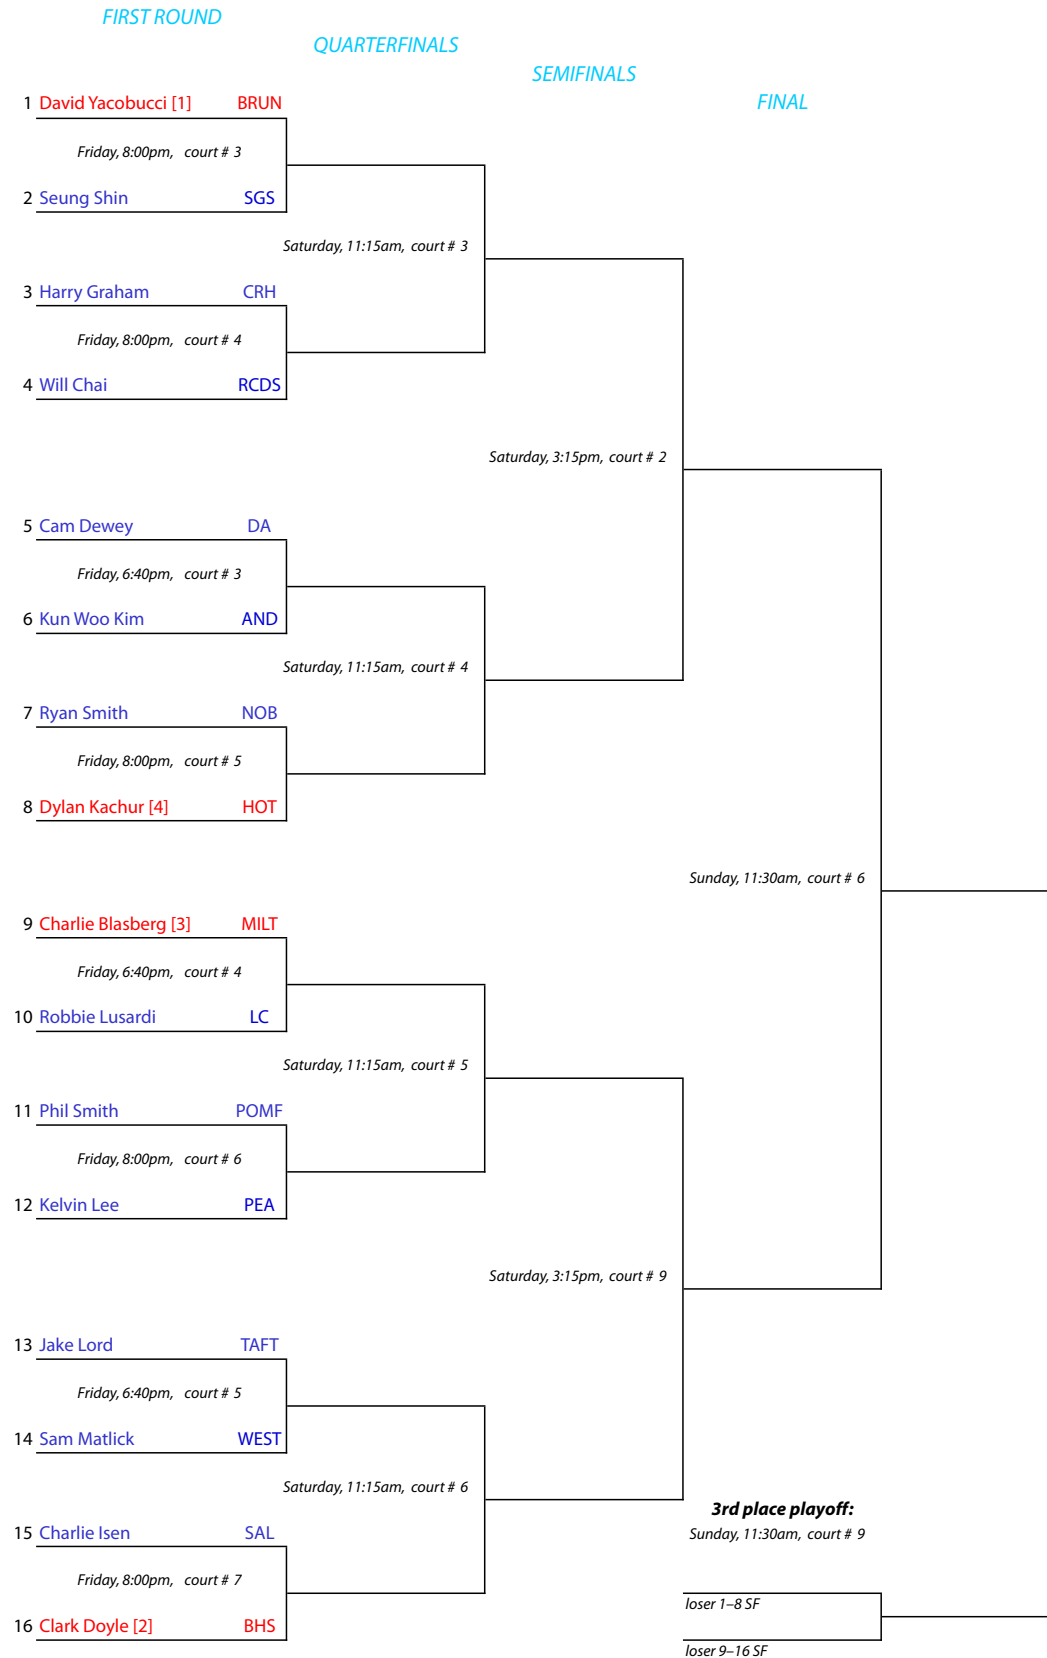 FIRST ROUND
QUARTERFINALS
SEMIFINALS
FINAL
1 David Yacobucci [1] BRUN
Friday, 8:00pm, court # 3
2 Seung Shin SGS
Saturday, 11:15am, court # 3
3 Harry Graham CRH
Friday, 8:00pm, court # 4
4 Will Chai RCDS
Saturday, 3:15pm, court # 2
5 Cam Dewey DA
Friday, 6:40pm, court # 3
6 Kun Woo Kim AND
Saturday, 11:15am, court # 4
7 Ryan Smith NOB
Friday, 8:00pm, court # 5
8 Dylan Kachur [4] HOT
Sunday, 11:30am, court # 6
9 Charlie Blasberg [3] MILT
Friday, 6:40pm, court # 4
10 Robbie Lusardi LC
Saturday, 11:15am, court # 5
11 Phil Smith POMF
Friday, 8:00pm, court # 6
12 Kelvin Lee PEA
Saturday, 3:15pm, court # 9
13 Jake Lord TAFT
Friday, 6:40pm, court # 5
14 Sam Matlick WEST
Saturday, 11:15am, court # 6
3rd place playoff:
15 Charlie Isen SAL
Sunday, 11:30am, court # 9
Friday, 8:00pm, court # 7
loser 1–8 SF
16 Clark Doyle [2] BHS
loser 9–16 SF